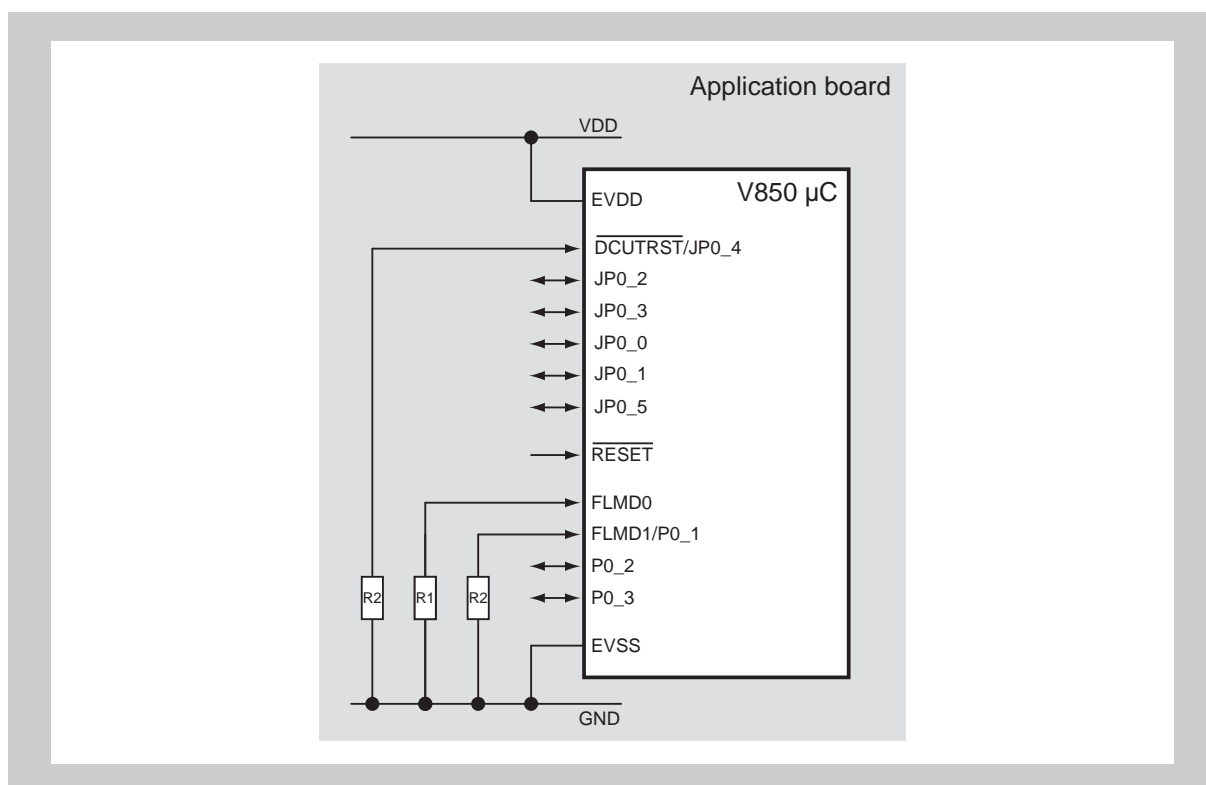 Application board
VDD
V850 µC
EVDD
DCUTRST/JP0_4
JP0_2
JP0_3
JP0_0
JP0_1
JP0_5
RESET
FLMD0
FLMD1/P0_1
P0_2
R2 R1 R2 P0_3
EVSS
GND